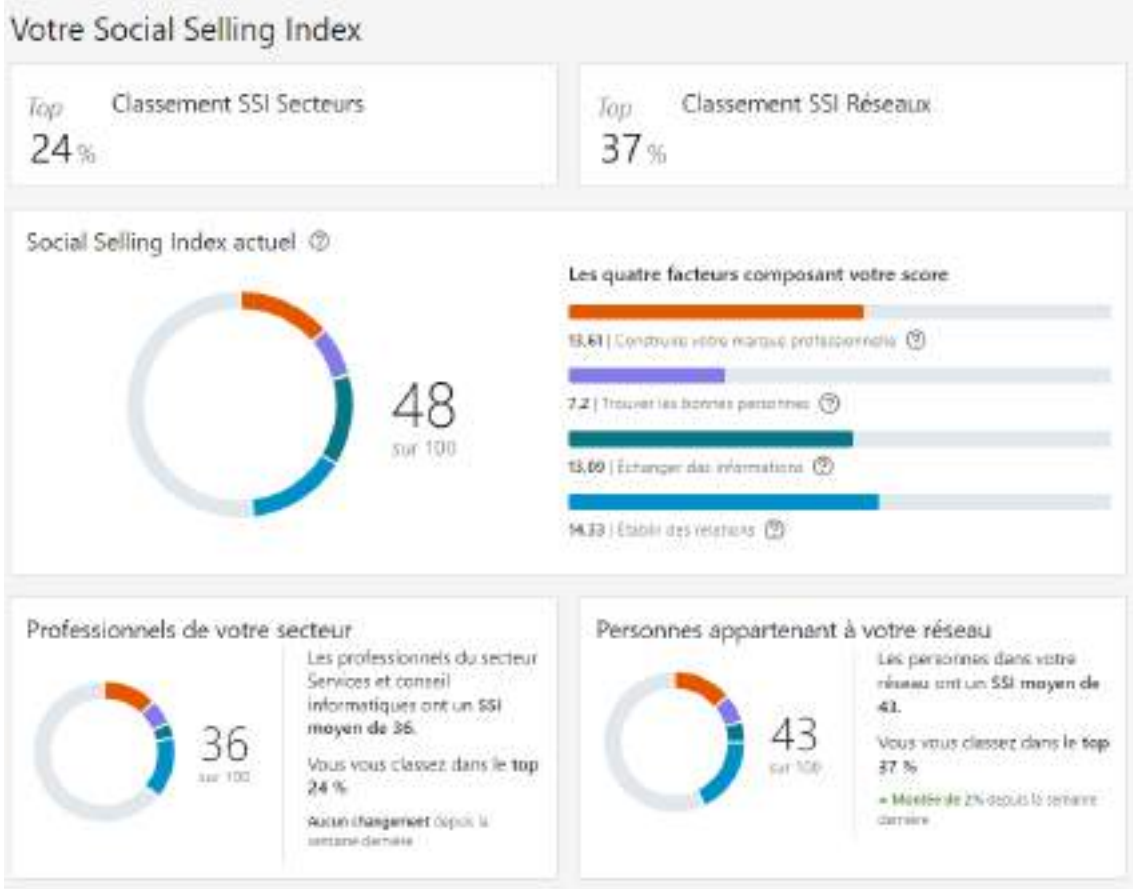 Votre Social Selling Index
Top
Classement SSI Secteurs
24 %
Top
Classement SSI Réseaux
37 %
Social Selling Index actuel ?
48
sur 100
Les quatre facteurs composant votre score
13.61 | Construire votre marque professionnelle ?
7.2 | Trouver les bonnes personnes ?
13.09 | Échanger des informations ?
14.33 | Établir des relations ?
Professionnels de votre secteur
36
sur 100
Les professionnels du secteur
Services et conseil
informatiques ont un SSI
moyen de 36.
Vous vous classez dans le top
24 %
Aucun changement depuis la
semaine dernière
Personnes appartenant à votre réseau
43
sur 100
Les personnes dans votre
réseau ont un SSI moyen de
43.
Vous vous classez dans le top
37 %
Montée de 2% depuis la semaine
dernière